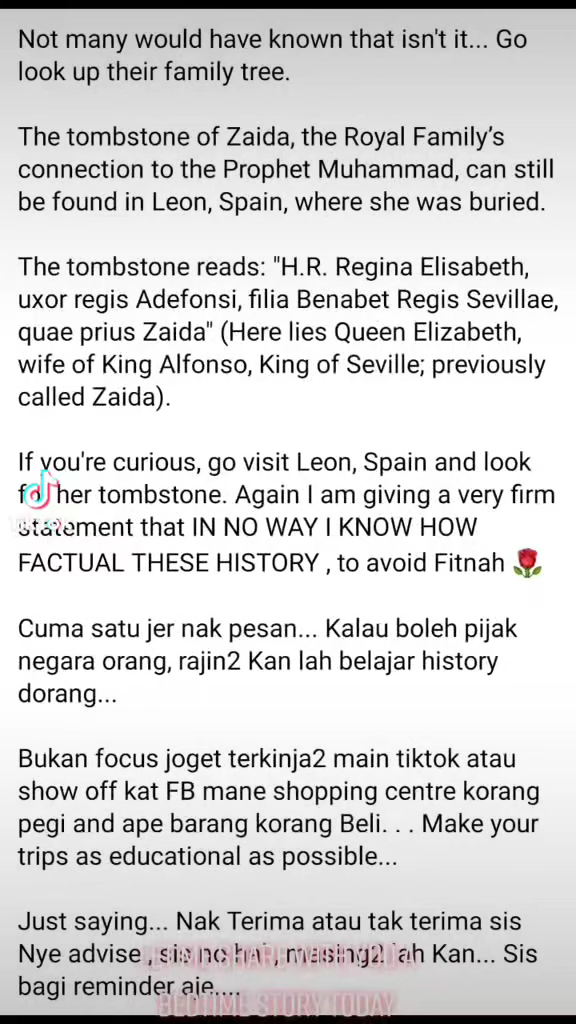 Not many would have known that isn't it... Go
look up their family tree.
The tombstone of Zaida, the Royal Family’s
connection to the Prophet Muhammad, can still
be found in Leon, Spain, where she was buried.
The tombstone reads: "H.R. Regina Elisabeth,
uxor regis Adefonsi, filia Benabet Regis Sevillae,
quae prius Zaida" (Here lies Queen Elizabeth,
wife of King Alfonso, King of Seville; previously
called Zaida).
If you're curious, go visit Leon, Spain and look
for her tombstone. Again I am giving a very firm
statement that IN NO WAY I KNOW HOW
FACTUAL THESE HISTORY , to avoid Fitnah 🌹
Cuma satu jer nak pesan... Kalau boleh pijak
negara orang, rajin2 Kan lah belajar history
dorang...
Bukan focus joget terkinja2 main tiktok atau
show off kat FB mane shopping centre korang
pegi and ape barang korang Beli. . . Make your
trips as educational as possible...
Just saying... Nak Terima atau tak terima sis
Nye advise, sis no hal, masing2 lah Kan... Sis
bagi reminder aje....
BEDTIME STORY TODAY